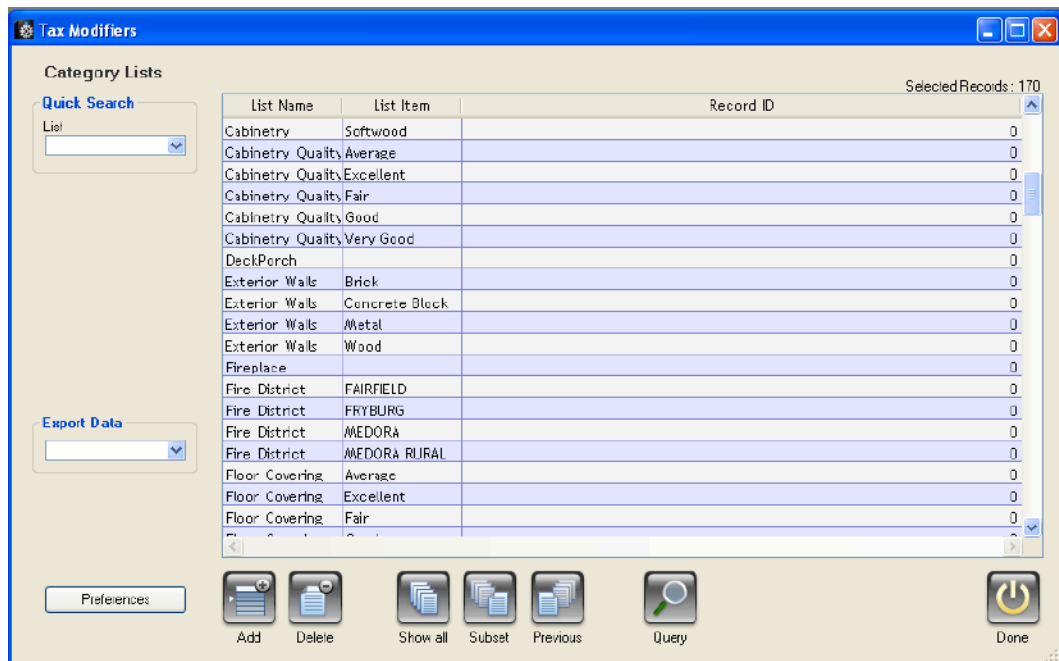 Tax Modifiers
Category Lists
Selected Records: 170
Quick Search
List
List Name List Item Record ID
Cabinetry Softwood 0
Cabinetry Quality Average 0
Cabinetry Quality Excellent 0
Cabinetry Quality Fair 0
Cabinetry Quality Good 0
Cabinetry Quality Very Good 0
DeckPorch 0
Exterior Walls Brick 0
Exterior Walls Concrete Block 0
Exterior Walls Metal 0
Exterior Walls Wood 0
Fireplace 0
Fire District FAIRFIELD 0
Fire District FRYBURG 0
Fire District MEDORA 0
Fire District MEDORA RURAL 0
Floor Covering Average 0
Floor Covering Excellent 0
Floor Covering Fair 0
Export Data
Preferences
Add Delete Show all Subset Previous Query Done